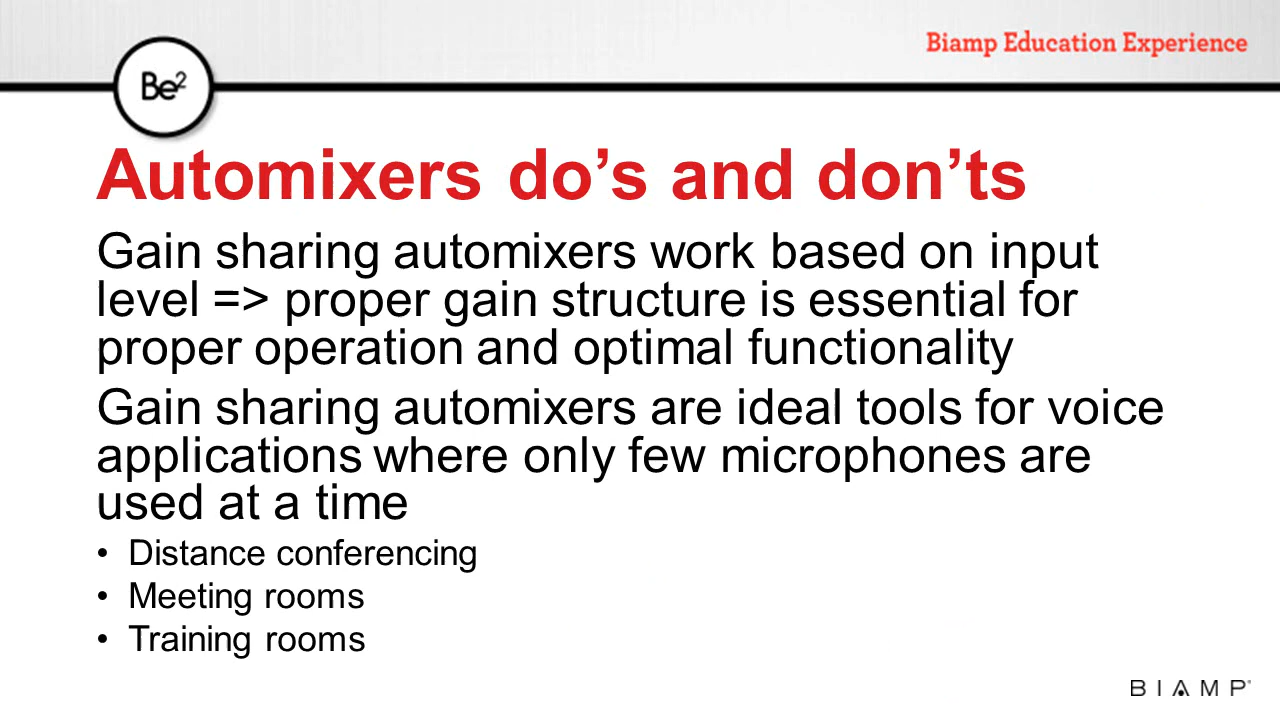 Biamp Education Experience
Be²
Automixers do’s and don’ts
Gain sharing automixers work based on input
level => proper gain structure is essential for
proper operation and optimal functionality
Gain sharing automixers are ideal tools for voice
applications where only few microphones are
used at a time
• Distance conferencing
• Meeting rooms
• Training rooms
BIAMP